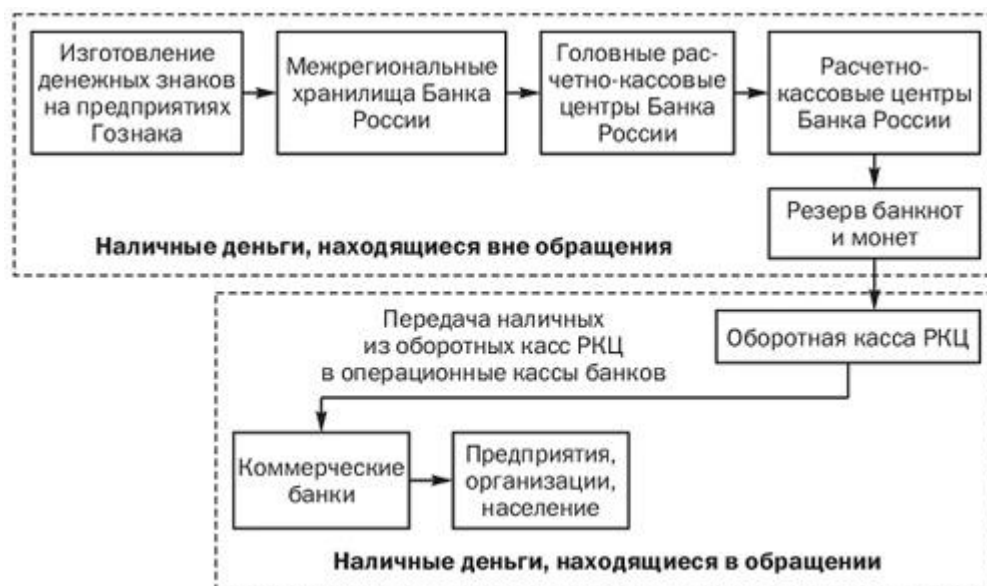 Изготовление
денежных знаков
на предприятиях
Гознака
Межрегиональные
хранилища Банка
России
Головные рас-
четно-кассовые
центры Банка
России
Расчетно-
кассовые центры
Банка России
Резерв банкнот
и монет
Наличные деньги, находящиеся вне обращения
Оборотная касса РКЦ
Передача наличных
из оборотных касс РКЦ
в операционные кассы банков
Коммерческие
банки
Предприятия,
организации,
население
Наличные деньги, находящиеся в обращении